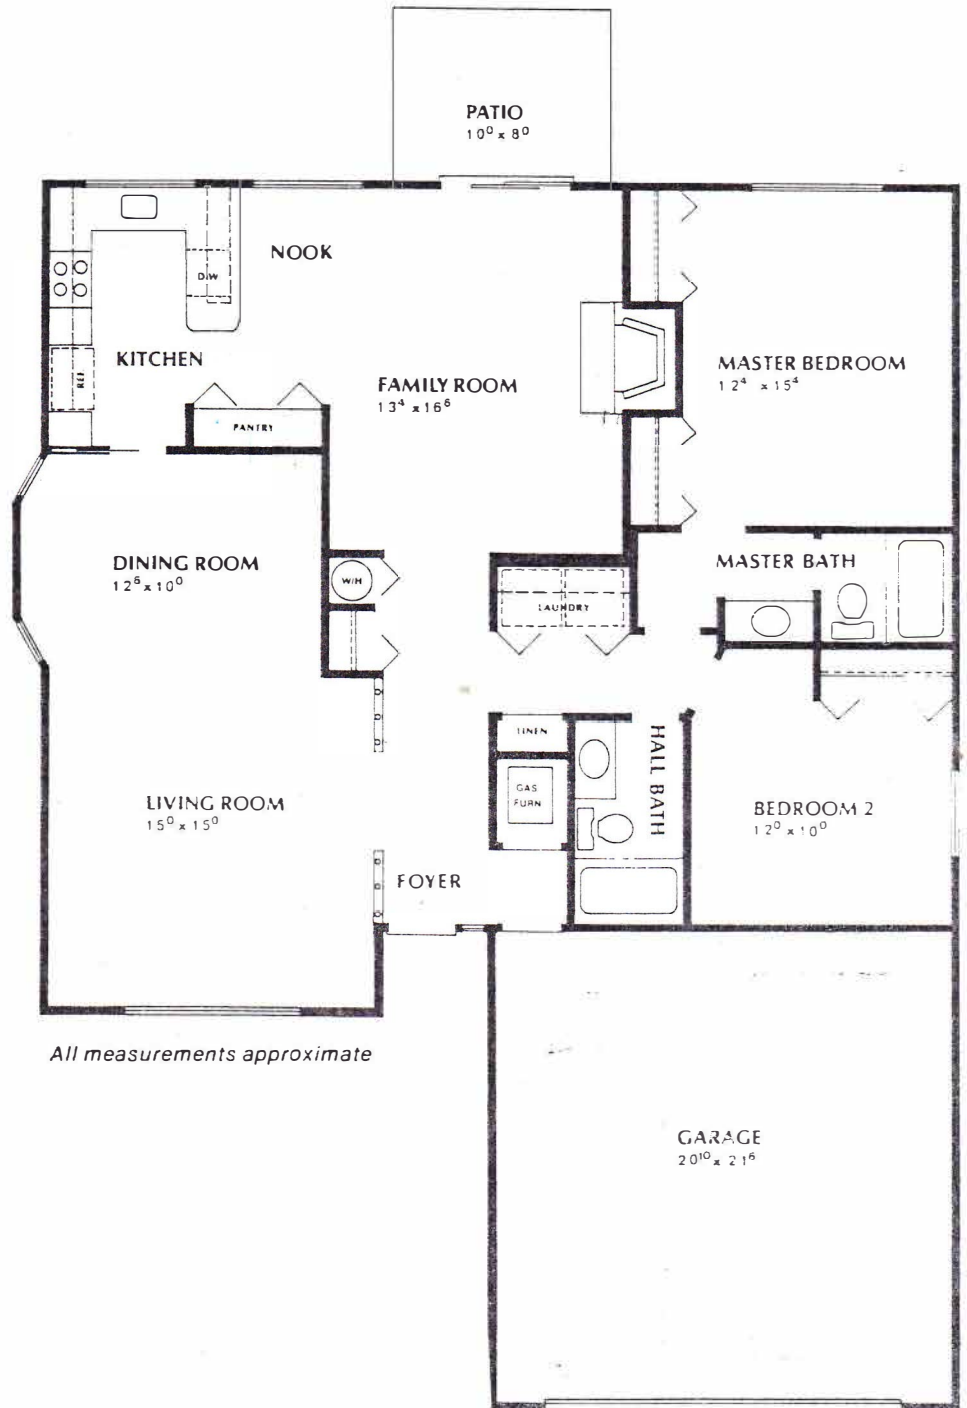 PATIO
10⁰ x 8⁰
NOOK
D/W
KITCHEN
REF
PANTRY
FAMILY ROOM
13⁴ x 16⁶
MASTER BEDROOM
12⁴ x 15⁴
DINING ROOM
12⁶ x 10⁰
W/H
LAUNDRY
MASTER BATH
LINEN
GAS
FURN
HALL BATH
LIVING ROOM
15⁰ x 15⁰
BEDROOM 2
12⁰ x 10⁰
FOYER
All measurements approximate
GARAGE
20¹⁰ x 21⁶